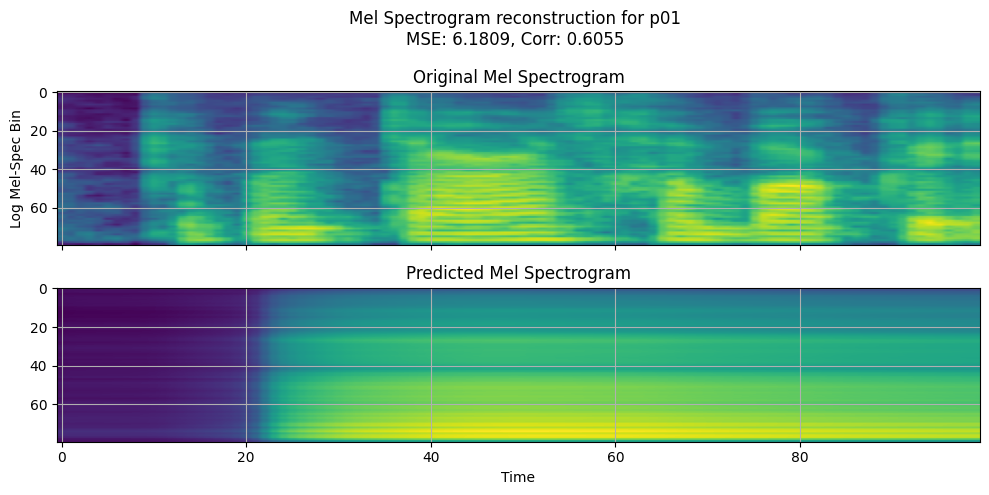 Mel Spectrogram reconstruction for p01
MSE: 6.1809, Corr: 0.6055
Original Mel Spectrogram
0
20
40
60
Log Mel-Spec Bin
Predicted Mel Spectrogram
0
20
40
60
0 20 40 60 80
Time